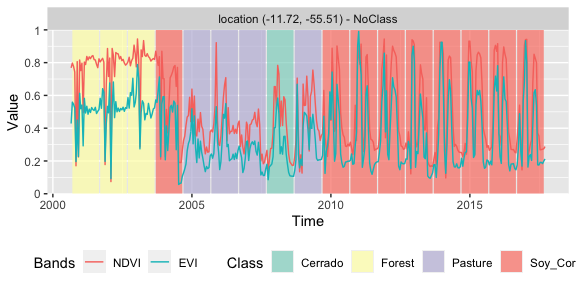 location (-11.72, -55.51) - NoClass
1
0.8
0.6
0.4
0.2
0
Value
2000 2005 2010 2015
Time
Bands NDVI EVI Class Cerrado Forest Pasture Soy_Cor